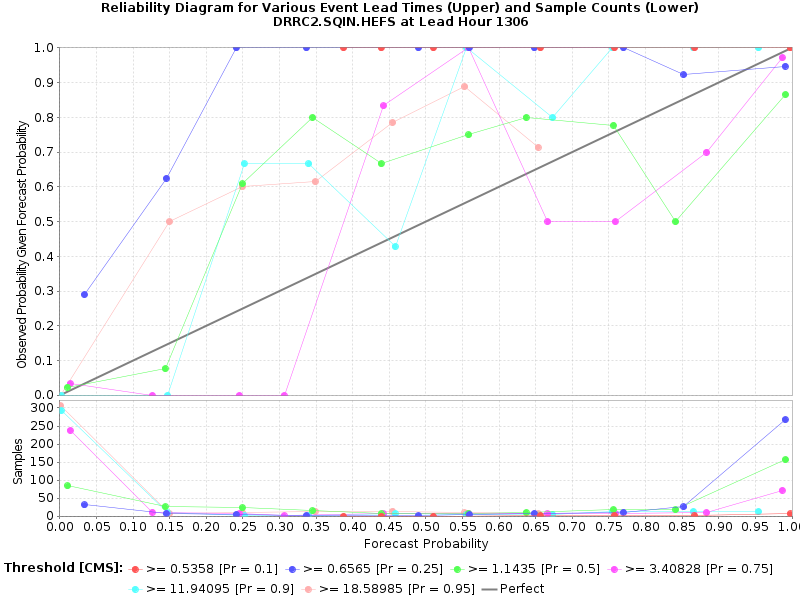 Reliability Diagram for Various Event Lead Times (Upper) and Sample Counts (Lower)
DRRC2.SQIN.HEFS at Lead Hour 1306
Observed Probability Given Forecast Probability
1.0
0.9
0.8
0.7
0.6
0.5
0.4
0.3
0.2
0.1
0.0
Samples
300
250
200
150
100
50
0
0.00 0.05 0.10 0.15 0.20 0.25 0.30 0.35 0.40 0.45 0.50 0.55 0.60 0.65 0.70 0.75 0.80 0.85 0.90 0.95 1.0
Forecast Probability
Threshold [CMS]: >= 0.5358 [Pr = 0.1] >= 0.6565 [Pr = 0.25] >= 1.1435 [Pr = 0.5] >= 3.40828 [Pr = 0.75]
>= 11.94095 [Pr = 0.9] >= 18.58985 [Pr = 0.95] Perfect